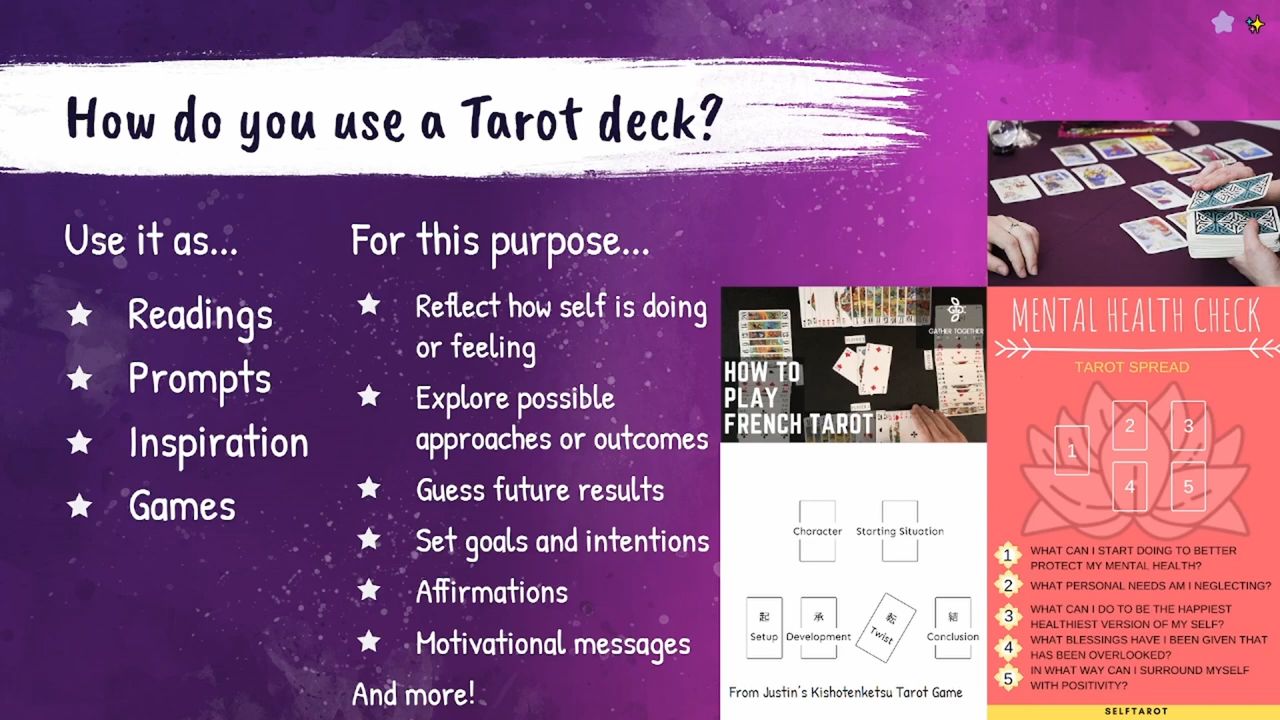 How do you use a Tarot deck?
Use it as...
Readings
Prompts
Inspiration
Games
For this purpose...
Reflect how self is doing
or feeling
Explore possible
approaches or outcomes
Guess future results
Set goals and intentions
Affirmations
Motivational messages
And more!
GATHER TOGETHER
HOW TO
PLAY
FRENCH TAROT
Character
Starting Situation
起
Setup
承
Development
転
Twist
結
Conclusion
From Justin's Kishotenketsu Tarot Game
MENTAL HEALTH CHECK
TAROT SPREAD
1
2
3
4
5
1 WHAT CAN I START DOING TO BETTER
PROTECT MY MENTAL HEALTH?
2 WHAT PERSONAL NEEDS AM I NEGLECTING?
3 WHAT CAN I DO TO BE THE HAPPIEST
HEALTHIEST VERSION OF MY SELF?
4 WHAT BLESSINGS HAVE I BEEN GIVEN THAT
HAS BEEN OVERLOOKED?
5 IN WHAT WAY CAN I SURROUND MYSELF
WITH POSITIVITY?
SELFTAROT